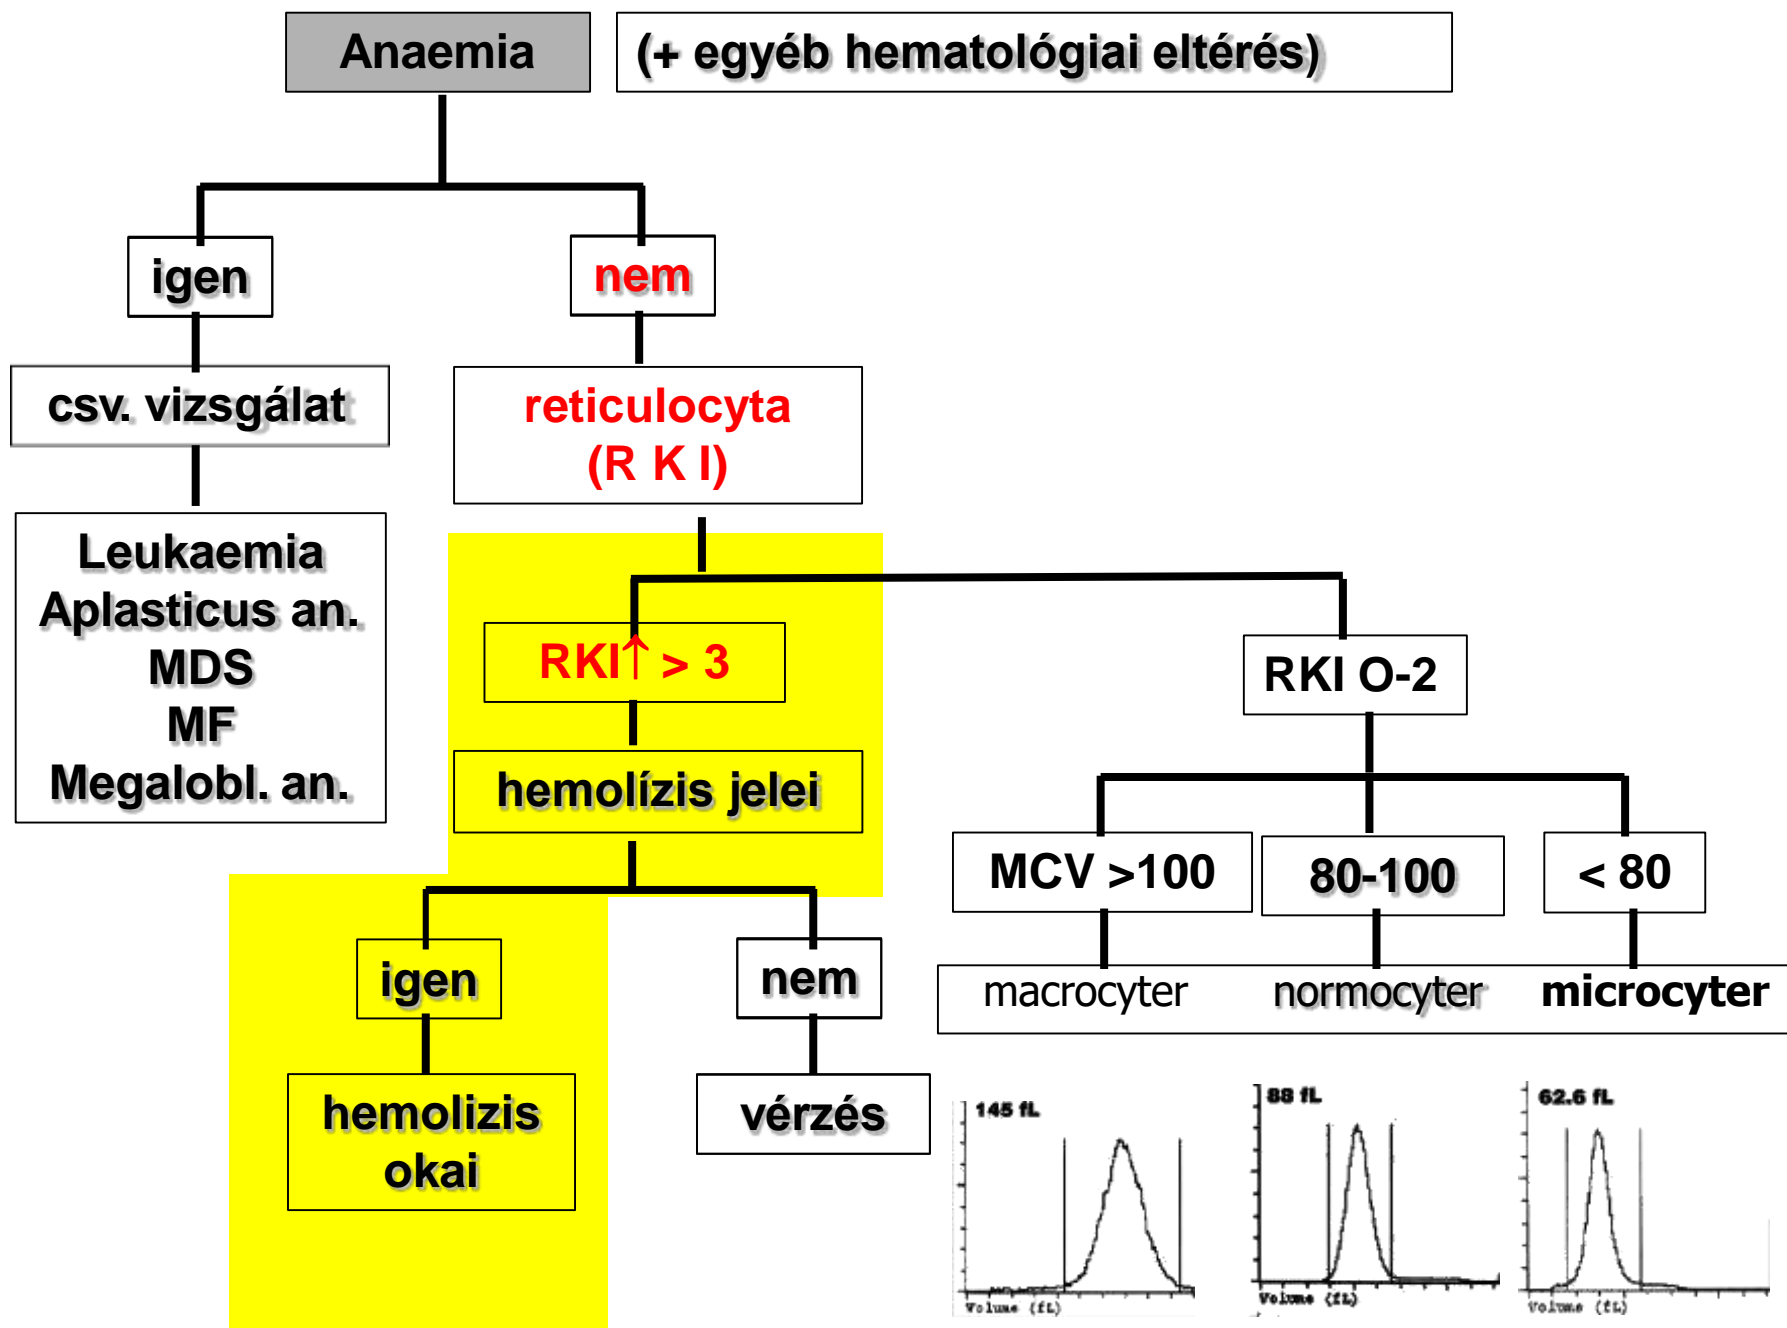 Anaemia
(+ egyéb hematológiai eltérés)
igen
nem
csv. vizsgálat
reticulocyta
(R K I)
Leukaemia
Aplasticus an.
MDS
MF
Megalobl. an.
RKI↑ > 3
RKI O-2
hemolízis jelei
MCV >100
80-100
< 80
igen
nem
macrocyter
normocyter
microcyter
hemolizis
okai
vérzés
145 fL
88 fL
62.6 fL
Volume (fL)
Volume (fL)
Volume (fL)